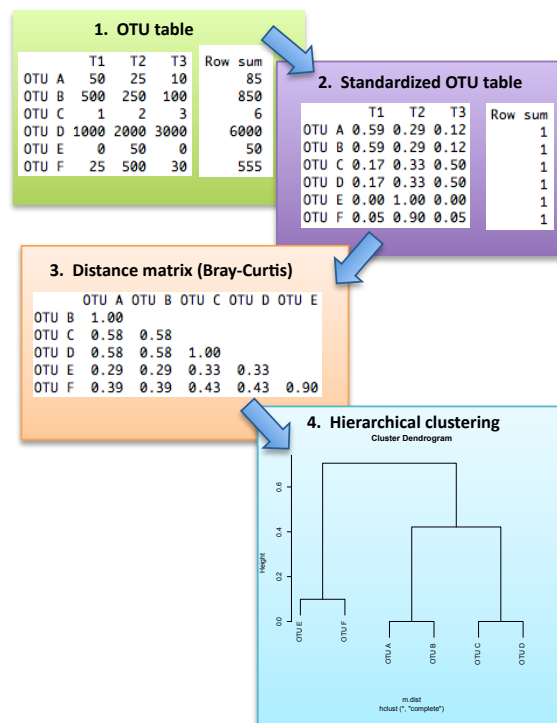 1. OTU table
T1 T2 T3 Row sum
OTU A 50 25 10 85
OTU B 500 250 100 850
OTU C 1 2 3 6
OTU D 1000 2000 3000 6000
OTU E 0 50 0 50
OTU F 25 500 30 555
2. Standardized OTU table
T1 T2 T3 Row sum
OTU A 0.59 0.29 0.12 1
OTU B 0.59 0.29 0.12 1
OTU C 0.17 0.33 0.50 1
OTU D 0.17 0.33 0.50 1
OTU E 0.00 1.00 0.00 1
OTU F 0.05 0.90 0.05 1
3. Distance matrix (Bray-Curtis)
OTU A OTU B OTU C OTU D OTU E
OTU B 1.00
OTU C 0.58 0.58
OTU D 0.58 0.58 1.00
OTU E 0.29 0.29 0.33 0.33
OTU F 0.39 0.39 0.43 0.43 0.90
4. Hierarchical clustering
Cluster Dendrogram
Height
0.6
0.4
0.2
0.0
OTU E
OTU F
OTU A
OTU B
OTU C
OTU D
m.dist
hclust (*, "complete")